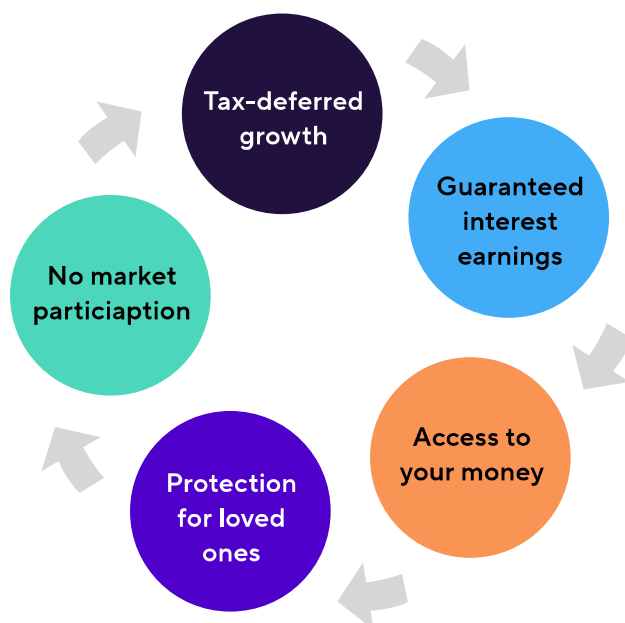 Tax-deferred
growth
Guaranteed
interest
earnings
Access to
your money
Protection
for loved
ones
No market
particiaption